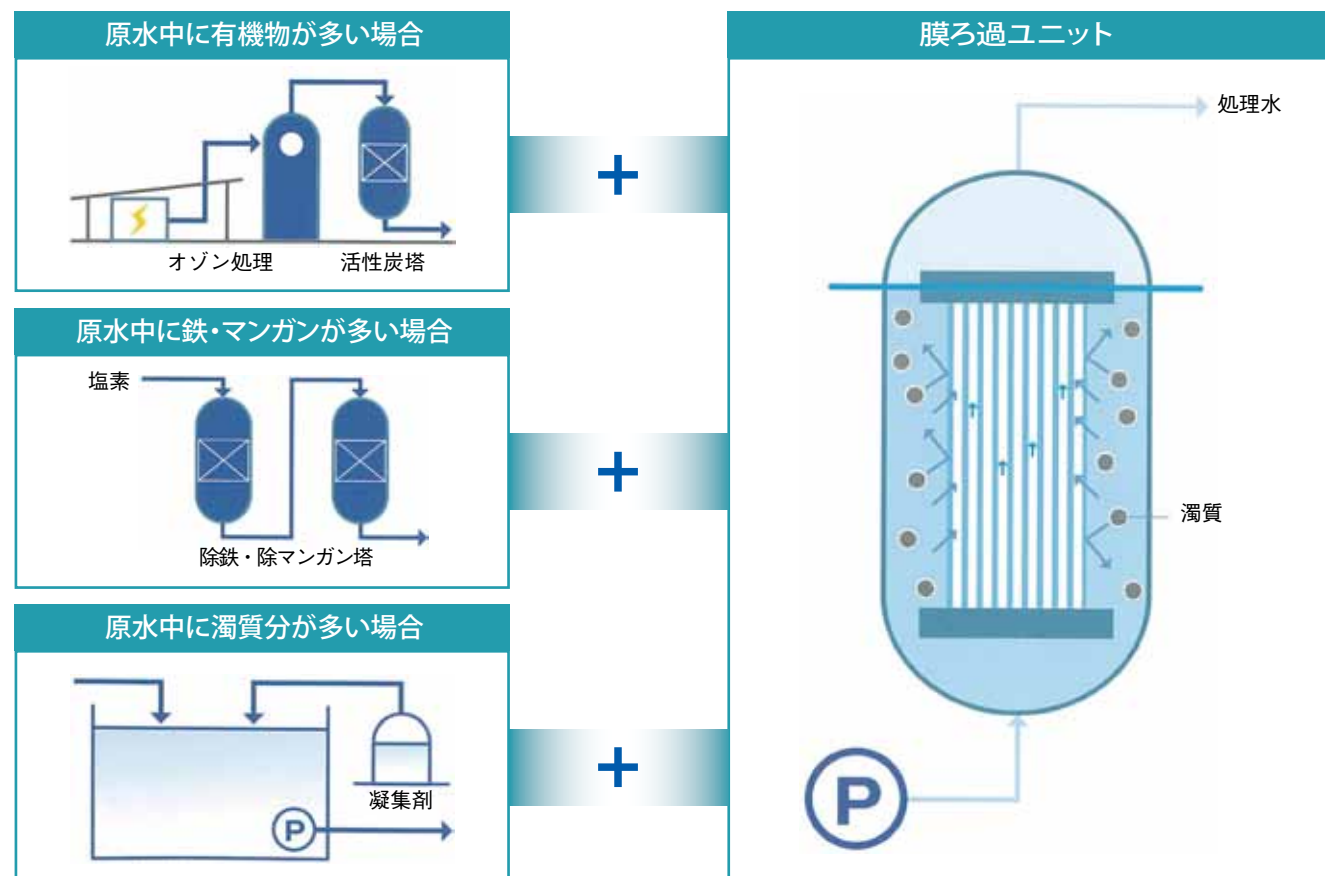 原水中に有機物が多い場合
オゾン処理
活性炭塔
+
原水中に鉄・マンガンが多い場合
塩素
除鉄・除マンガン塔
+
原水中に濁質分が多い場合
凝集剤
P
+
膜ろ過ユニット
処理水
濁質
P